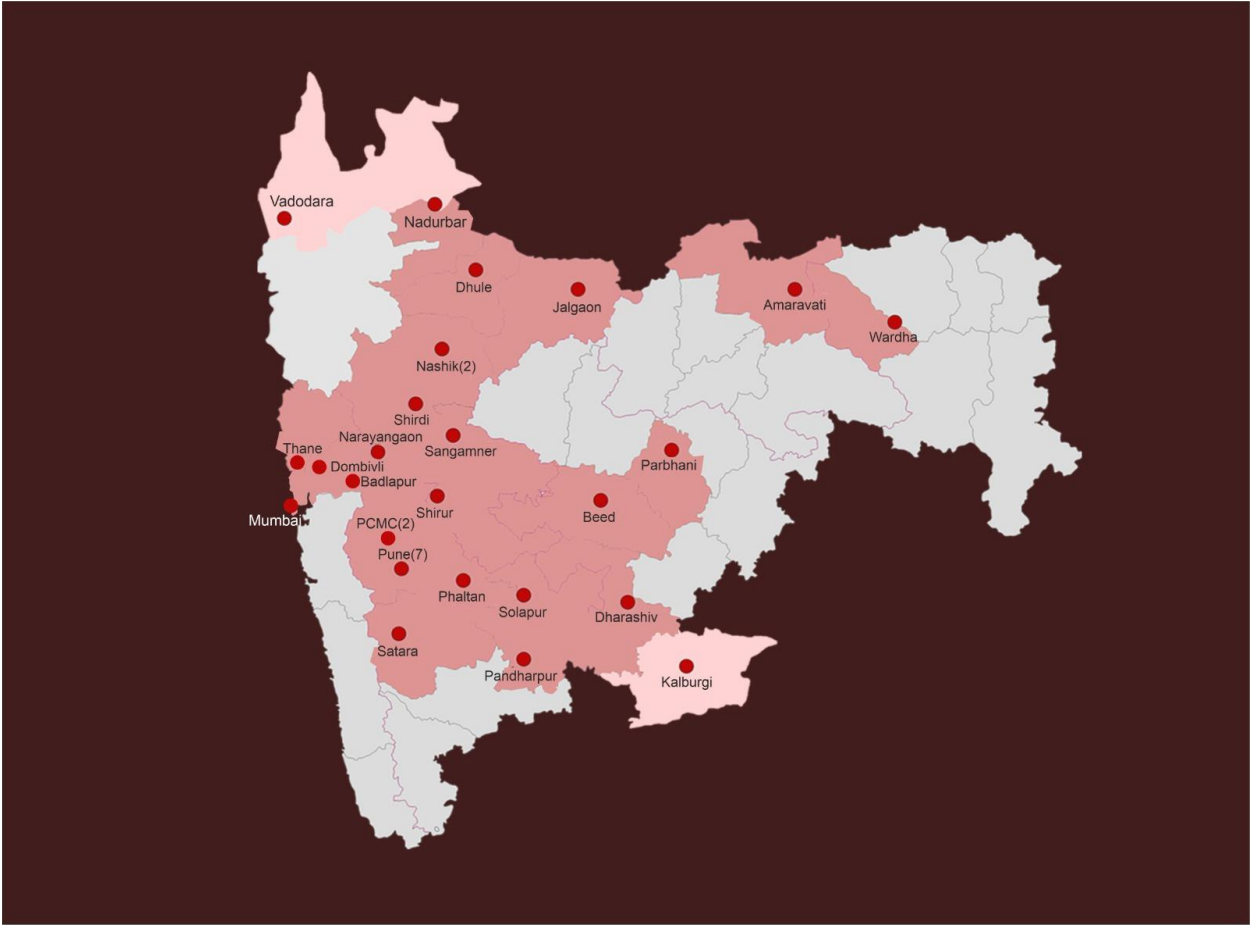 Vadodara
Nadurbar
Dhule
Jalgaon
Amaravati
Wardha
Nashik(2)
Shirdi
Narayangaon
Sangamner
Thane
Dombivli
Parbhani
Badlapur
Shirur
Mumbai
Beed
PCMC(2)
Pune(7)
Phaltan
Solapur
Dharashiv
Satara
Pandharpur
Kalburgi